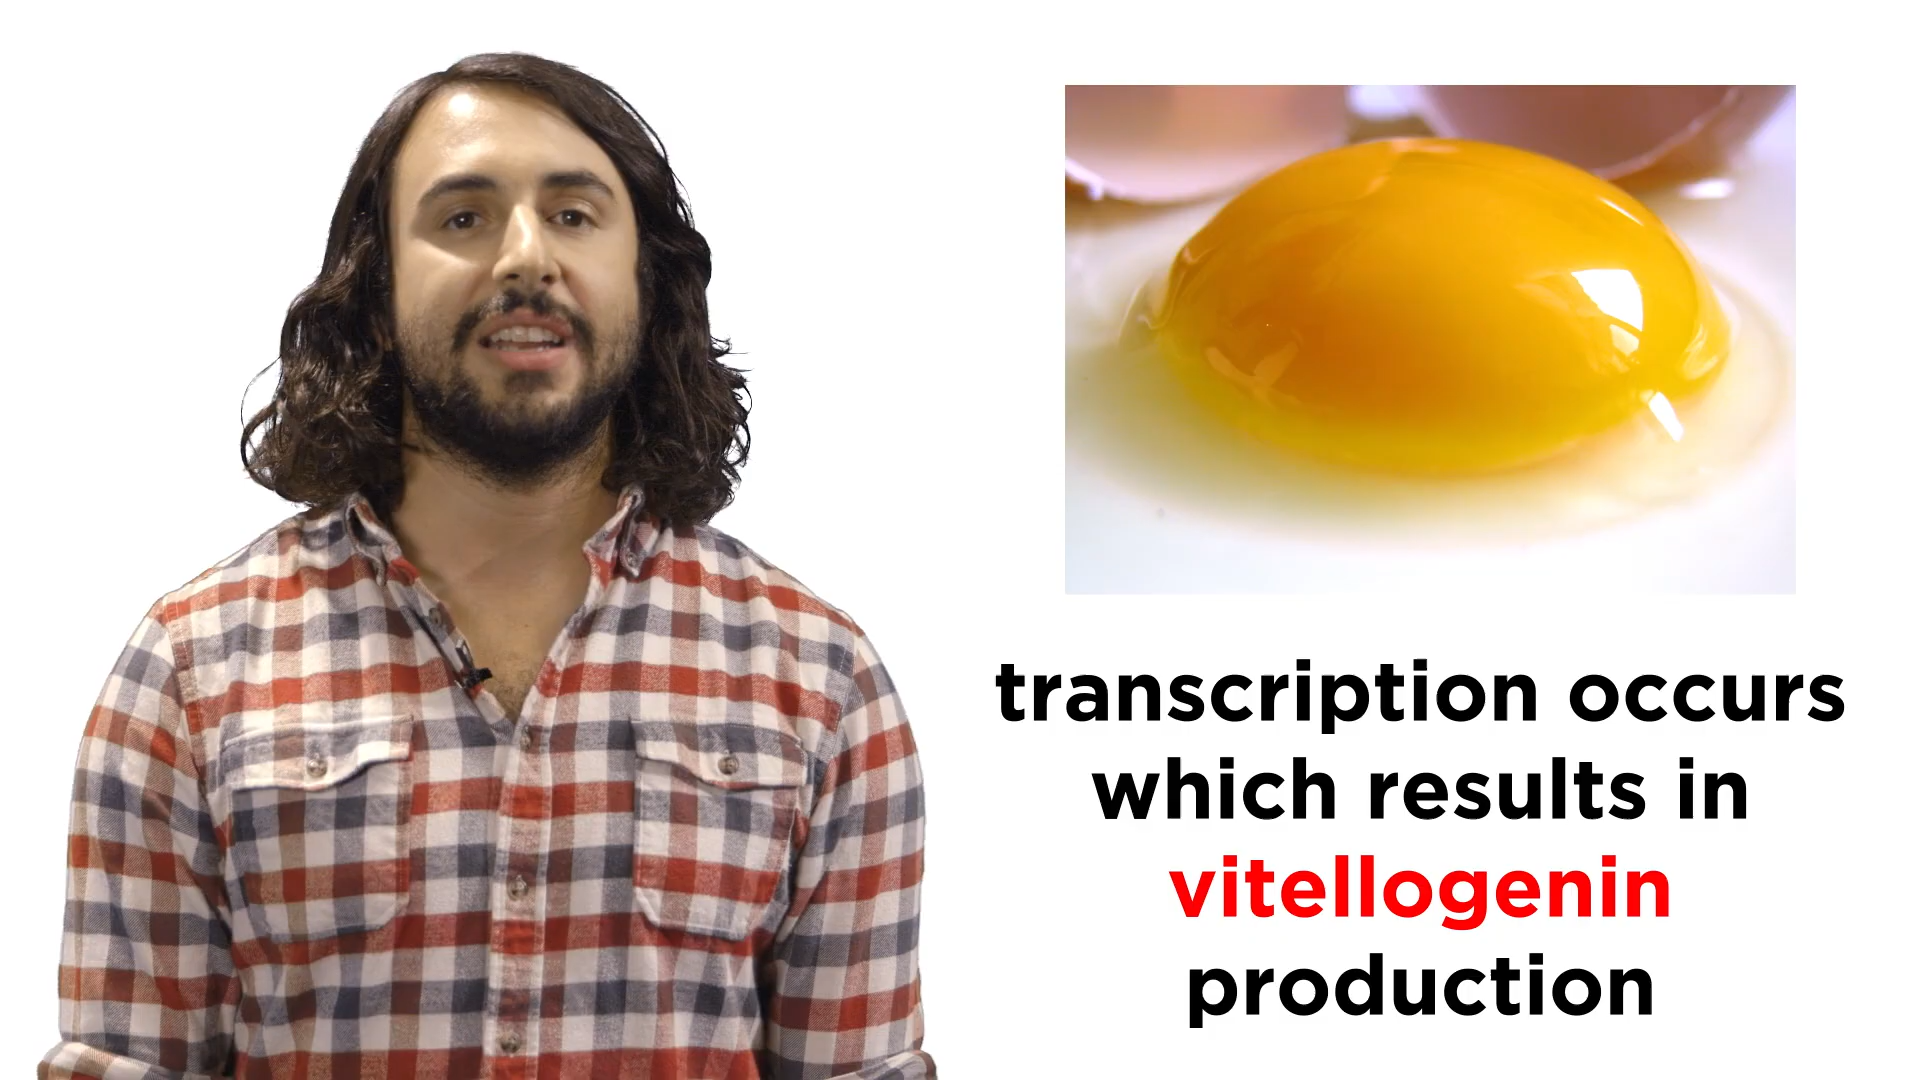 transcription occurs
which results in
vitellogenin
production